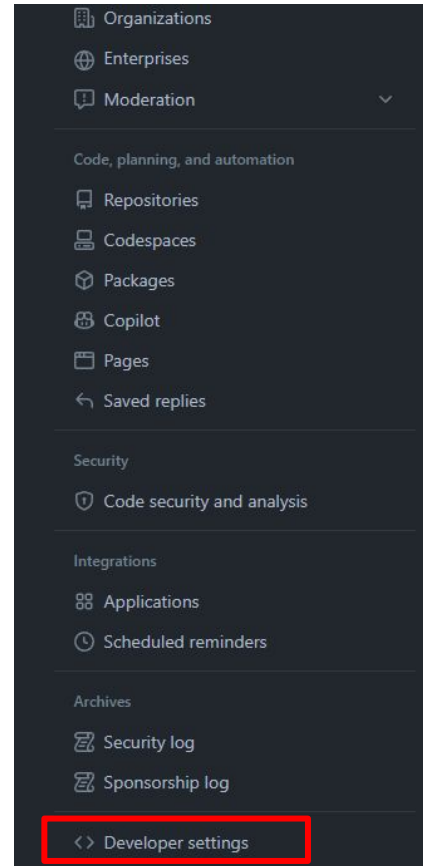 Organizations
Enterprises
Moderation
Code, planning, and automation
Repositories
Codespaces
Packages
Copilot
Pages
Saved replies
Security
Code security and analysis
Integrations
Applications
Scheduled reminders
Archives
Security log
Sponsorship log
Developer settings